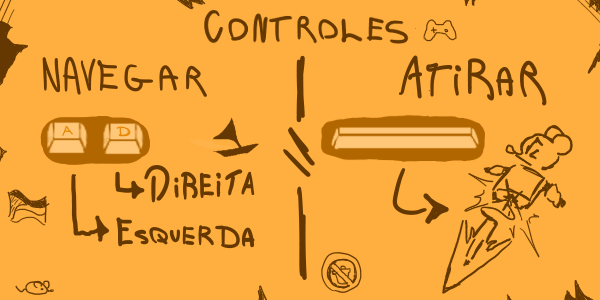 CONTROLES
NAVEGAR
A D
DIREITA
ESQUERDA
ATIRAR